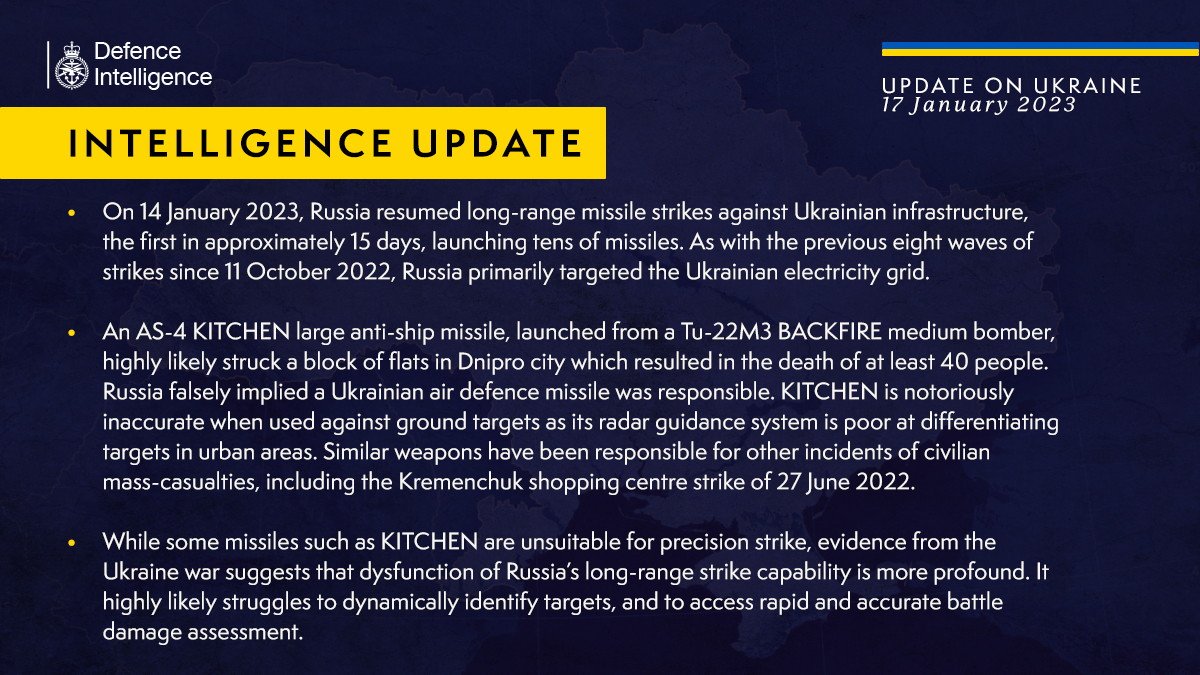 Defence
Intelligence
UPDATE ON UKRAINE
17 January 2023
INTELLIGENCE UPDATE
• On 14 January 2023, Russia resumed long-range missile strikes against Ukrainian infrastructure,
the first in approximately 15 days, launching tens of missiles. As with the previous eight waves of
strikes since 11 October 2022, Russia primarily targeted the Ukrainian electricity grid.
• An AS-4 KITCHEN large anti-ship missile, launched from a Tu-22M3 BACKFIRE medium bomber,
highly likely struck a block of flats in Dnipro city which resulted in the death of at least 40 people.
Russia falsely implied a Ukrainian air defence missile was responsible. KITCHEN is notoriously
inaccurate when used against ground targets as its radar guidance system is poor at differentiating
targets in urban areas. Similar weapons have been responsible for other incidents of civilian
mass-casualties, including the Kremenchuk shopping centre strike of 27 June 2022.
• While some missiles such as KITCHEN are unsuitable for precision strike, evidence from the
Ukraine war suggests that dysfunction of Russia's long-range strike capability is more profound. It
highly likely struggles to dynamically identify targets, and to access rapid and accurate battle
damage assessment.